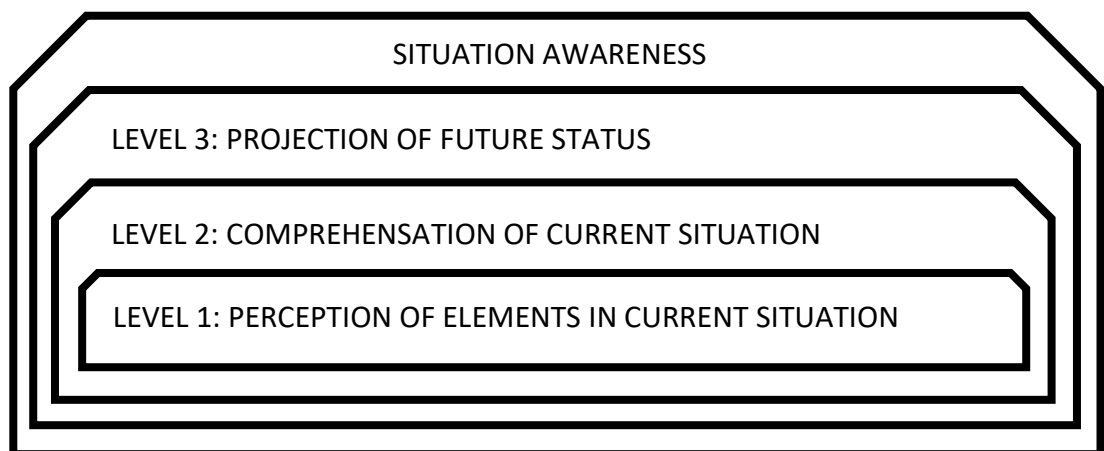 SITUATION AWARENESS
LEVEL 3: PROJECTION OF FUTURE STATUS
LEVEL 2: COMPREHENSATION OF CURRENT SITUATION
LEVEL 1: PERCEPTION OF ELEMENTS IN CURRENT SITUATION